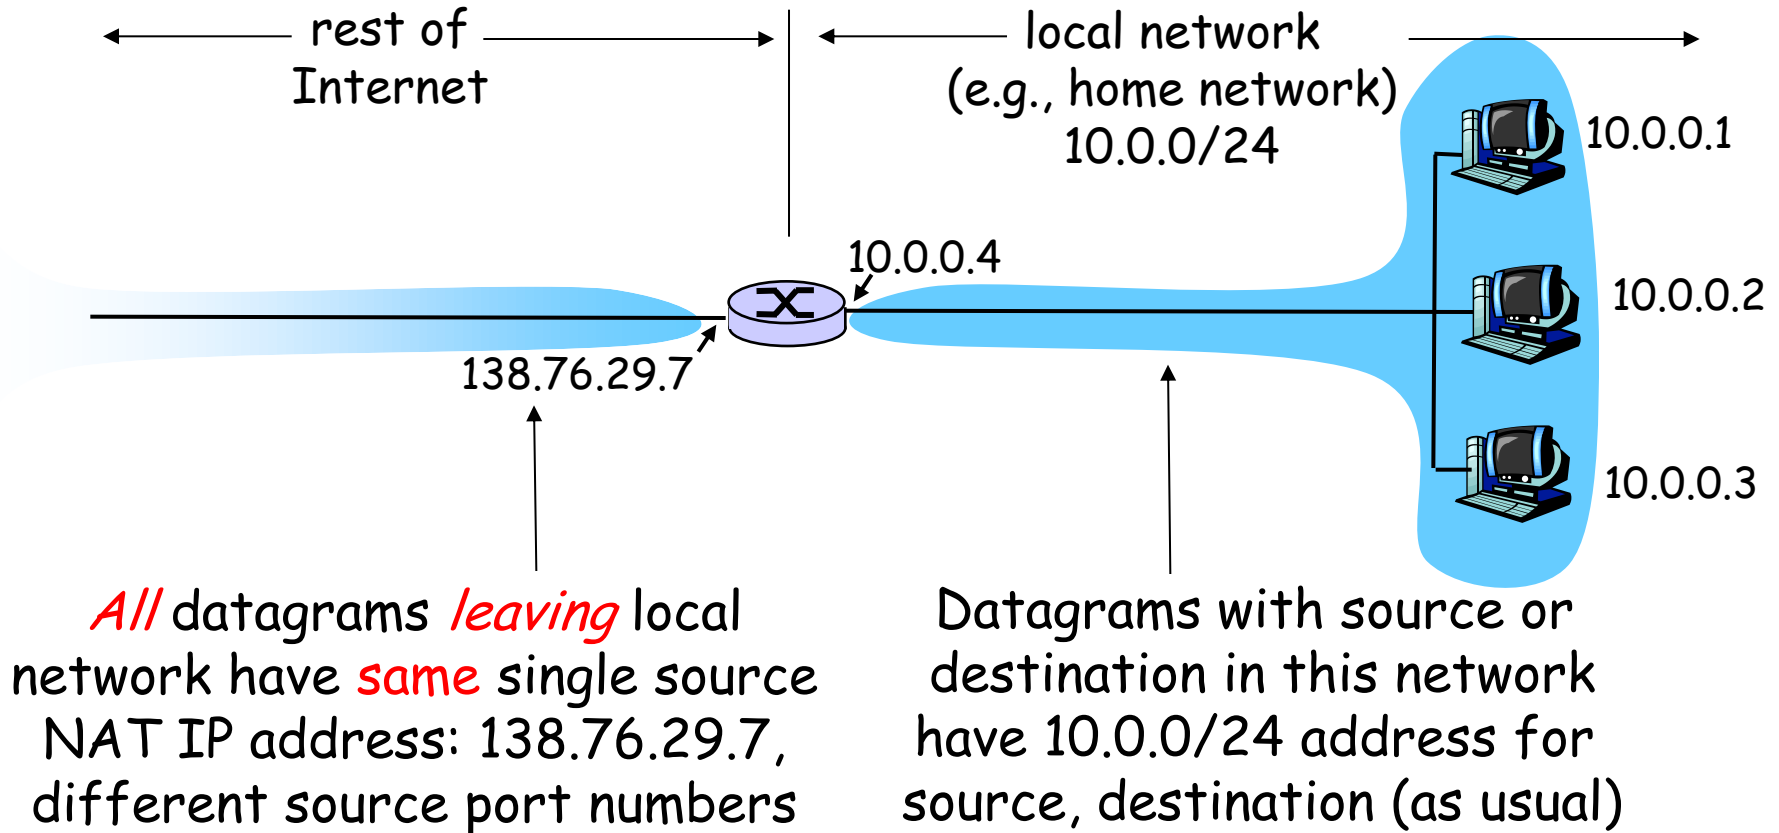 rest of
Internet
local network
(e.g., home network)
10.0.0/24
10.0.0.1
10.0.0.4
10.0.0.2
138.76.29.7
10.0.0.3
All datagrams leaving local
network have same single source
NAT IP address: 138.76.29.7,
different source port numbers
Datagrams with source or
destination in this network
have 10.0.0/24 address for
source, destination (as usual)